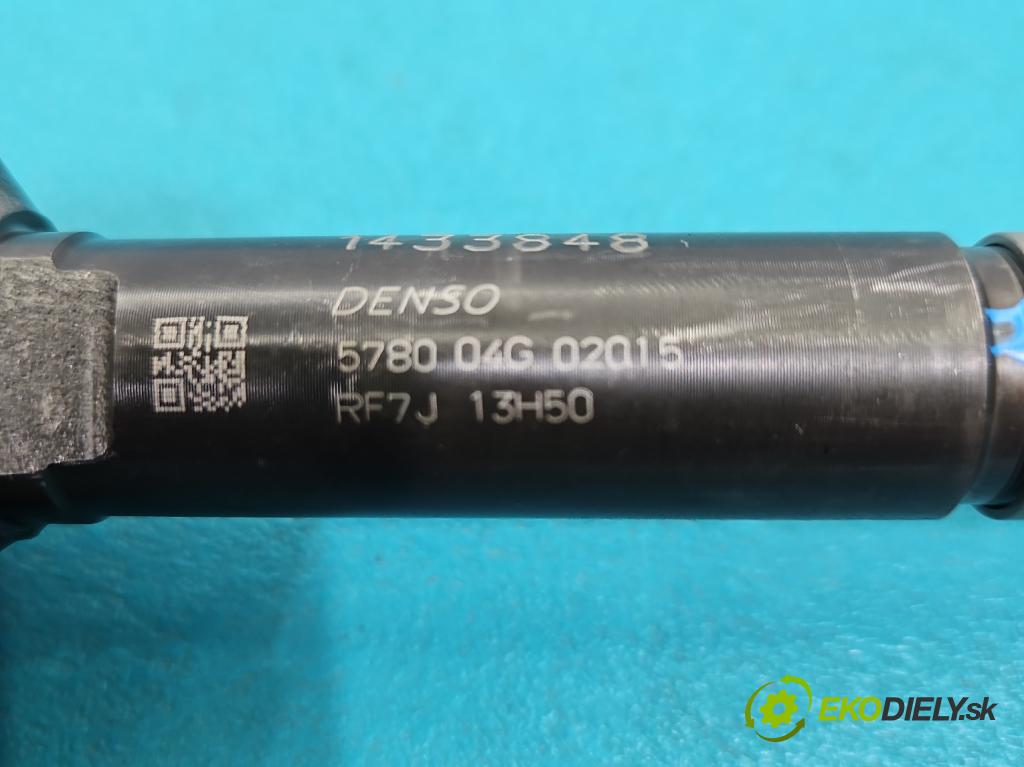 1433848
DENSO
5780 04G 02015
RF7J 13H50
EKODIELY.sk